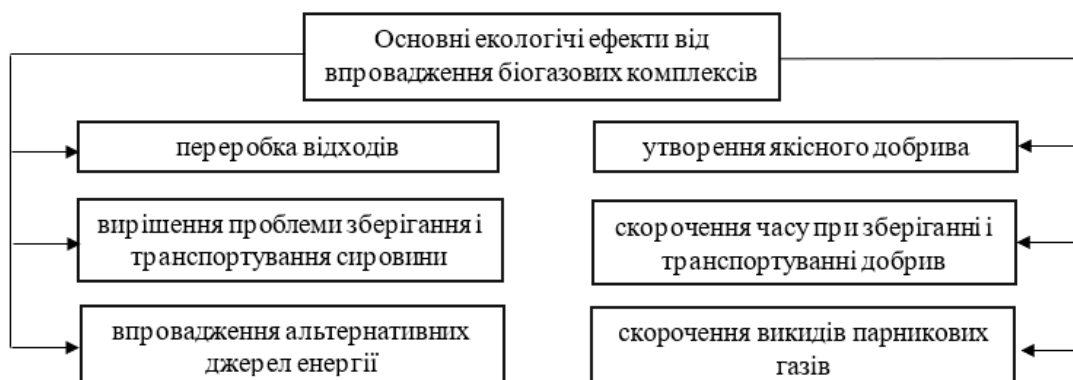 Основні екологічі ефекти від
впровадження біогазових комплексів
переробка відходів
утворення якісного добрива
вирішення проблеми зберігання і
транспортування сировини
скорочення часу при зберіганні і
транспортуванні добрив
впровадження альтернативних
джерел енергії
скорочення викидів парникових
газів